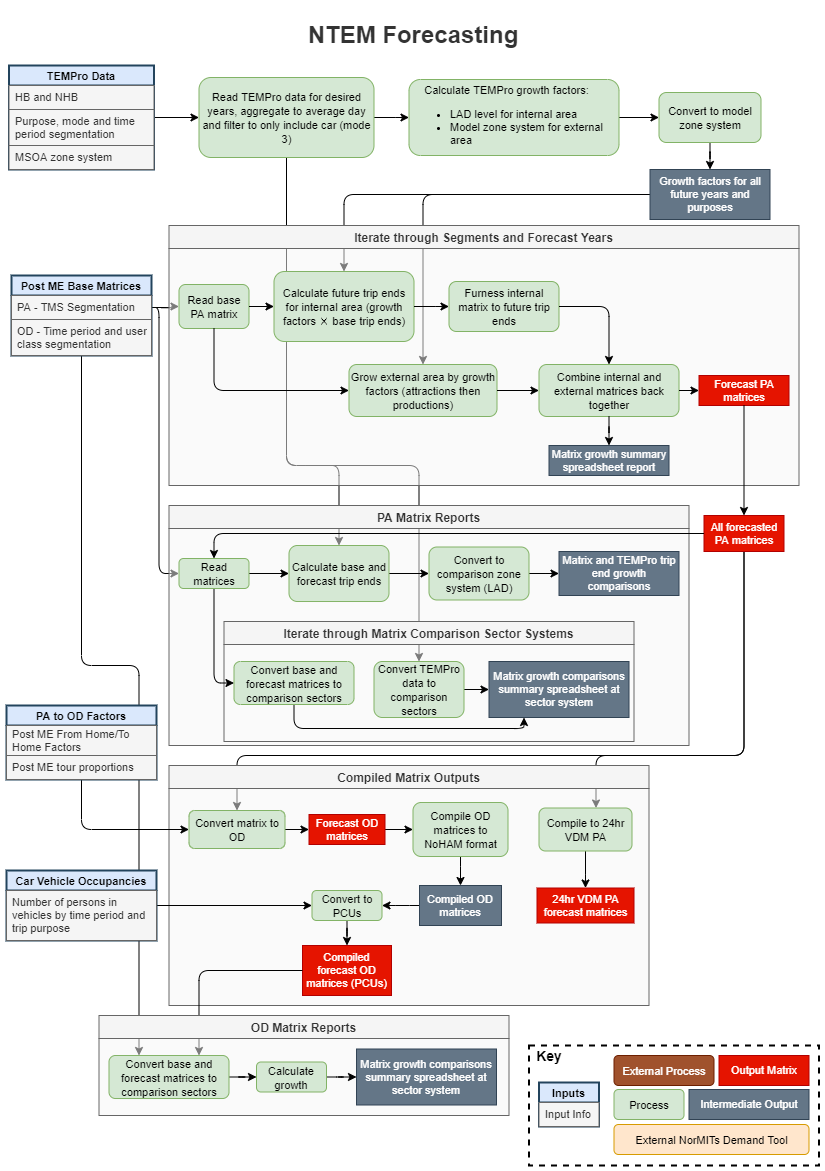 NTEM Forecasting
TEMPro Data
HB and NHB
Purpose, mode and time
period segmentation
MSOA zone system
Read TEMPro data for desired
years, aggregate to average day
and filter to only include car (mode
3)
Calculate TEMPro growth factors:
• LAD level for internal area
• Model zone system for external
area
Convert to model
zone system
Growth factors for all
future years and
purposes
Iterate through Segments and Forecast Years
Post ME Base Matrices
PA - TMS Segmentation
OD - Time period and user
class segmentation
Read base
PA matrix
Calculate future trip ends
for internal area (growth
factors × base trip ends)
Furness internal
matrix to future trip
ends
Grow external area by growth
factors (attractions then
productions)
Combine internal and
external matrices back
together
Forecast PA
matrices
Matrix growth summary
spreadsheet report
PA Matrix Reports
All forecasted
PA matrices
Read
matrices
Calculate base and
forecast trip ends
Convert to
comparison zone
system (LAD)
Matrix and TEMPro trip
end growth
comparisons
Iterate through Matrix Comparison Sector Systems
Convert base and
forecast matrices to
comparison sectors
Convert TEMPro
data to
comparison
sectors
Matrix growth comparisons
summary spreadsheet at
sector system
PA to OD Factors
Post ME From Home/To
Home Factors
Post ME tour proportions
Compiled Matrix Outputs
Convert matrix to
OD
Forecast OD
matrices
Compile OD
matrices to
NoHAM format
Compile to 24hr
VDM PA
Car Vehicle Occupancies
Number of persons in
vehicles by time period and
trip purpose
Convert to
PCUs
Compiled OD
matrices
24hr VDM PA
forecast matrices
Compiled
forecast OD
matrices (PCUs)
OD Matrix Reports
Convert base and
forecast matrices to
comparison sectors
Calculate
growth
Matrix growth comparisons
summary spreadsheet at
sector system
Key
Inputs
Input Info
External Process
Output Matrix
Process
Intermediate Output
External NorMITs Demand Tool